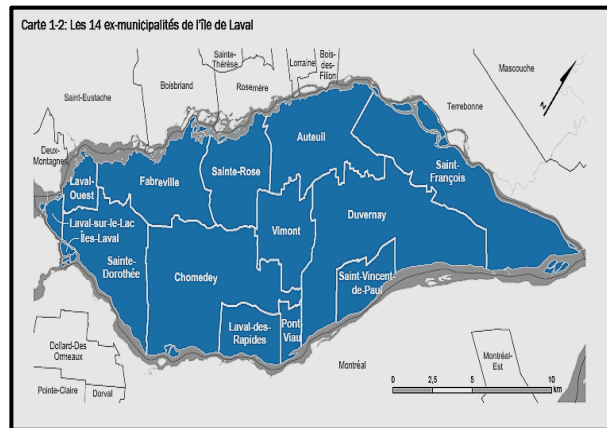 Carte 1-2: Les 14 ex-municipalités de l'île de Laval
Sainte-
Thérèse
Lorraine
Bois-
des-
Filion
Mascouche
Boisbriand
Rosemère
Saint-Eustache
Terrebonne
N
Deux-
Montagnes
Auteuil
Saint-
François
Laval-
Ouest
Fabreville
Sainte-Rose
Laval-sur-le-Lac
Îles-Laval
Vimont
Duvernay
Sainte-
Dorothée
Chomedey
Saint-Vincent-
de-Paul
Laval-des-
Rapides
Pont-
Viau
Dollard-Des
Ormeaux
Montréal
Montréal-
Est
Pointe-Claire
Dorval
0 2,5 5 10
km